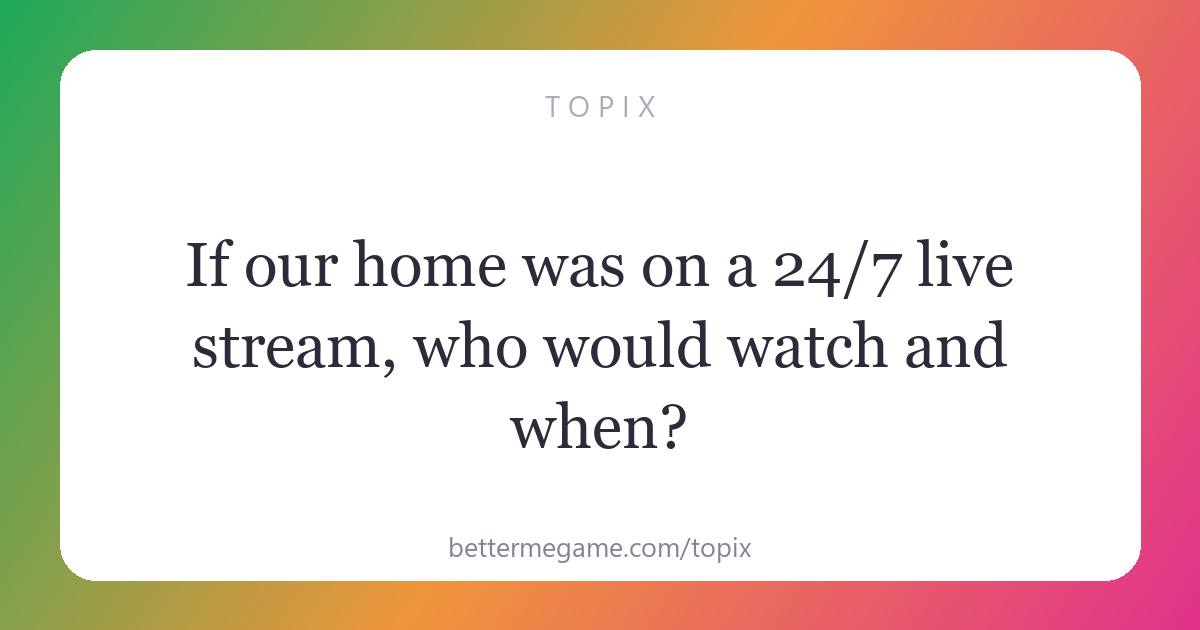 TOPIX
If our home was on a 24/7 live
stream, who would watch and
when?
bettermegame.com/topix